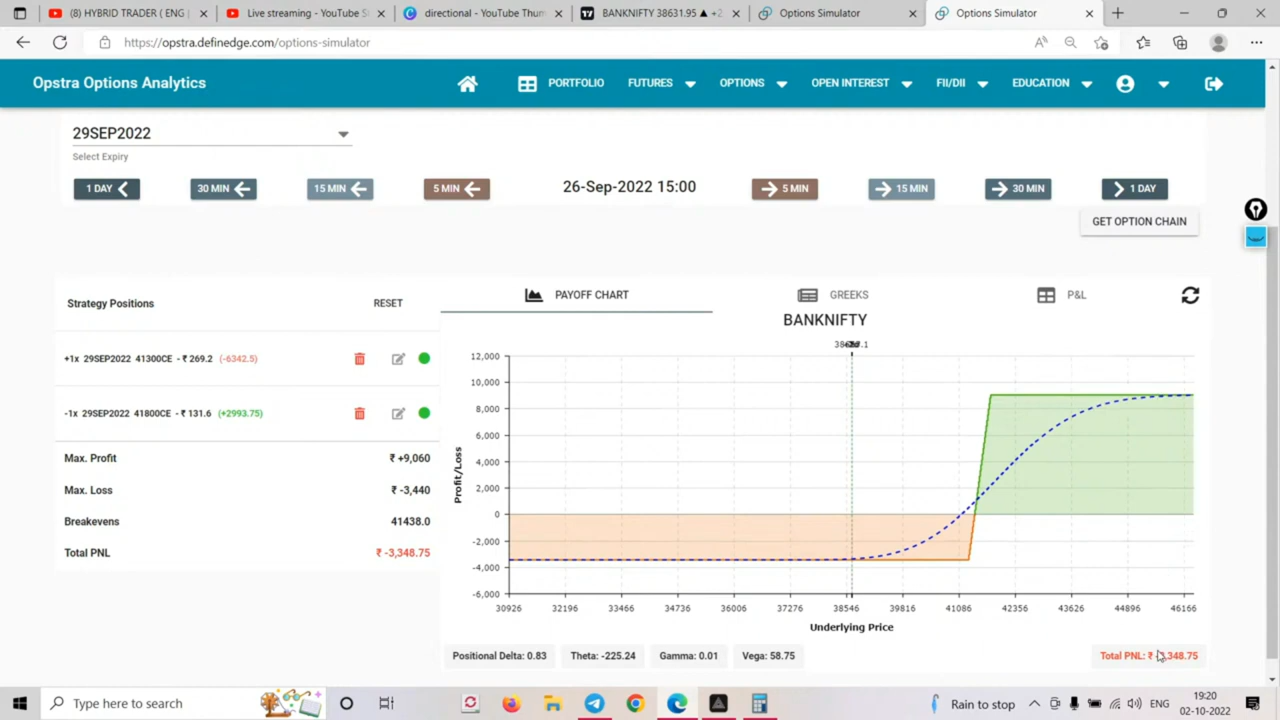 (8) HYBRID TRADER ( ENG |
Live streaming - YouTube S
directional - YouTube Thum
BANKNIFTY 38631.95 ▲ +2
Options Simulator
Options Simulator
https://opstra.definedge.com/options-simulator
Opstra Options Analytics
PORTFOLIO
FUTURES
OPTIONS
OPEN INTEREST
FII/DII
EDUCATION
29SEP2022
Select Expiry
1 DAY
30 MIN
15 MIN
5 MIN
26-Sep-2022 15:00
5 MIN
15 MIN
30 MIN
1 DAY
GET OPTION CHAIN
Strategy Positions
RESET
PAYOFF CHART
GREEKS
P&L
BANKNIFTY
+1x 29SEP2022 41300CE - ₹ 269.2 (-6342.5)
-1x 29SEP2022 41800CE - ₹ 131.6 (+2993.75)
Max. Profit ₹ +9,060
Max. Loss ₹ -3,440
Breakevens 41438.0
Total PNL ₹ -3,348.75
12,000
10,000
8,000
6,000
4,000
2,000
0
-2,000
-4,000
-6,000
Profit/Loss
30926 32196 33466 34736 36006 37276 38546 39816 41086 42356 43626 44896 46166
Underlying Price
Positional Delta: 0.83
Theta: -225.24
Gamma: 0.01
Vega: 58.75
Total PNL: ₹ 348.75
Type here to search
Rain to stop
ENG
19:20
02-10-2022